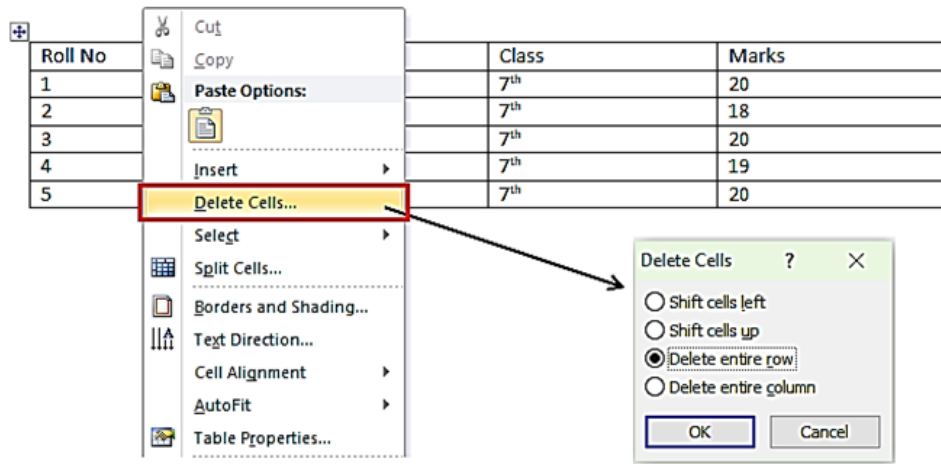 Roll No Class Marks
1 7th 20
2 7th 18
3 7th 20
4 7th 19
5 7th 20
Cut
Copy
Paste Options:
Insert
Delete Cells...
Select
Split Cells...
Borders and Shading...
Text Direction...
Cell Alignment
AutoFit
Table Properties...
Delete Cells ? ×
Shift cells left
Shift cells up
Delete entire row
Delete entire column
OK Cancel